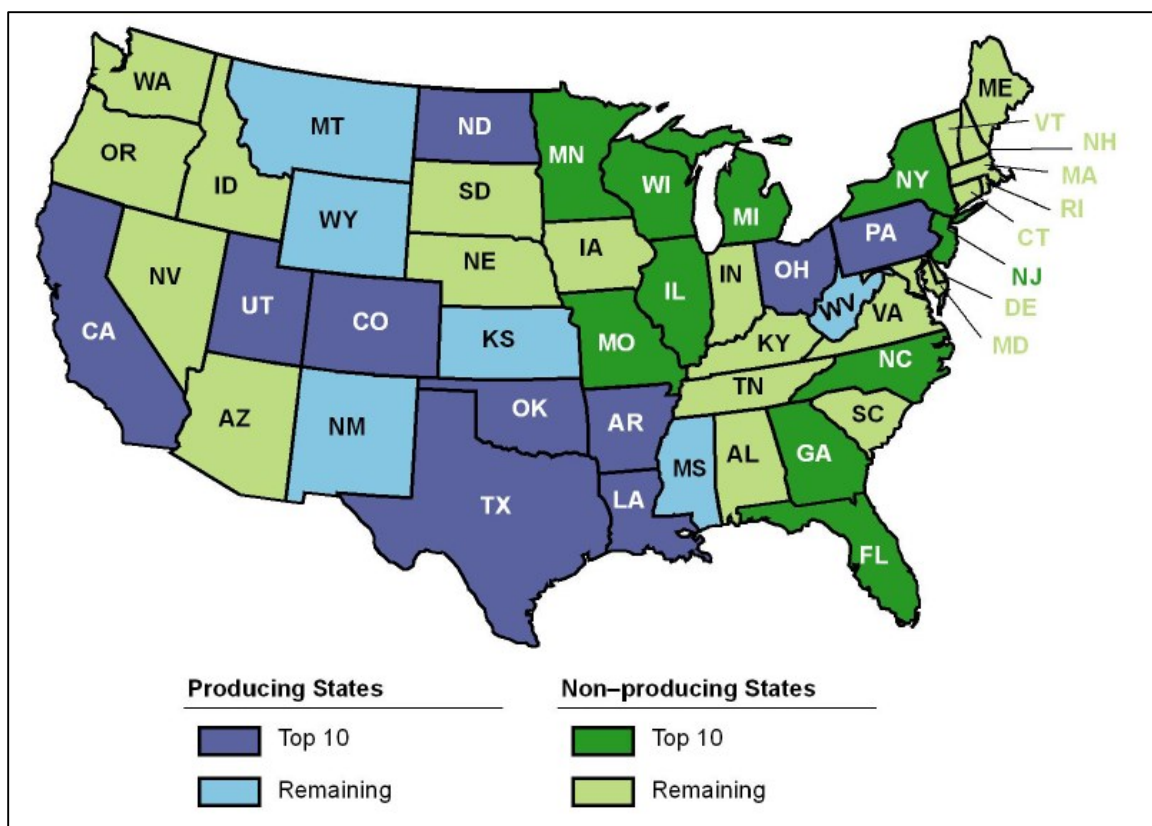 WA
MT
ND
MN
ME
VT
NH
OR
ID
SD
WI
MI
NY
MA
RI
WY
CT
NV
NE
IA
PA
NJ
UT
CO
IL
IN
OH
DE
CA
KS
MO
WV
VA
MD
KY
NC
AZ
NM
OK
AR
TN
SC
TX
LA
MS
AL
GA
FL
Producing States
Top 10
Remaining
Non–producing States
Top 10
Remaining